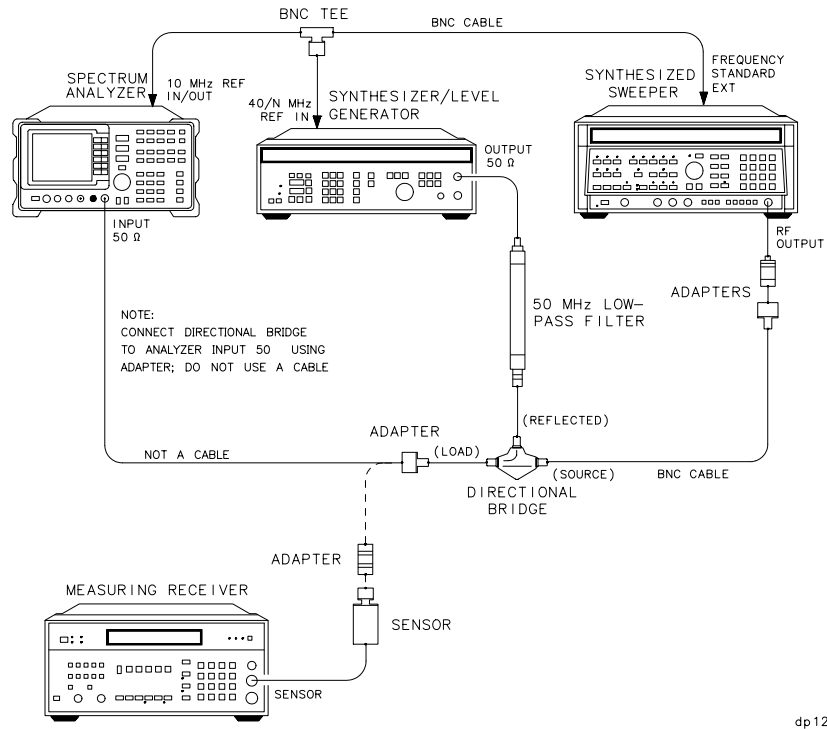 BNC TEE
BNC CABLE
SPECTRUM
ANALYZER
10 MHz REF
IN/OUT
40/N MHz
REF IN
SYNTHESIZER/LEVEL
GENERATOR
SYNTHESIZED
SWEEPER
FREQUENCY
STANDARD
EXT
OUTPUT
50 Ω
INPUT
50 Ω
RF
OUTPUT
ADAPTERS
50 MHz LOW-
PASS FILTER
NOTE:
CONNECT DIRECTIONAL BRIDGE
TO ANALYZER INPUT 50 USING
ADAPTER; DO NOT USE A CABLE
(REFLECTED)
ADAPTER
(LOAD)
NOT A CABLE
(SOURCE)
BNC CABLE
DIRECTIONAL
BRIDGE
ADAPTER
MEASURING RECEIVER
SENSOR
SENSOR
dp12